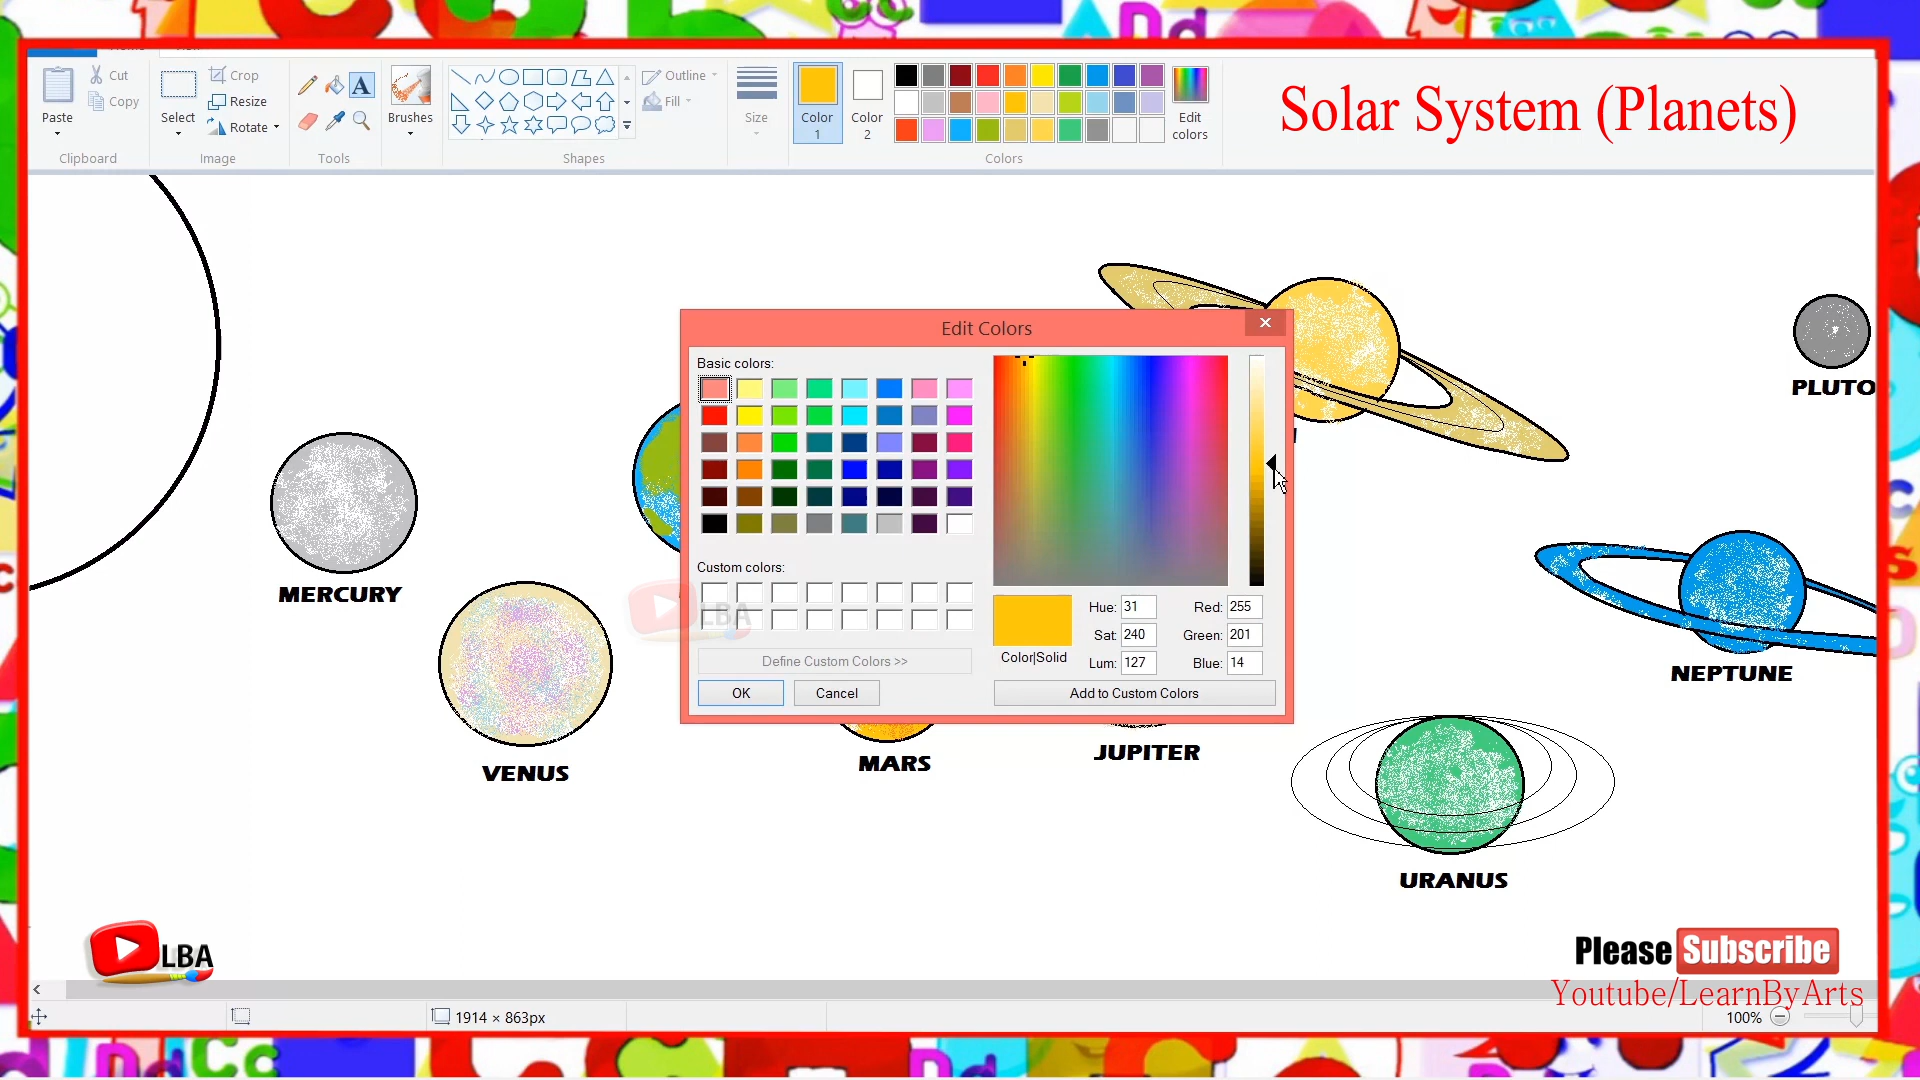 Solar System (Planets)
Paste
Cut
Copy
Clipboard
Select
Crop
Resize
Rotate
Image
Tools
Brushes
Shapes
Outline
Fill
Size
Color 1
Color 2
Edit colors
Colors
Edit Colors
Basic colors:
Custom colors:
Define Custom Colors >>
OK
Cancel
Color|Solid
Hue: 31
Sat: 240
Lum: 127
Red: 255
Green: 201
Blue: 14
Add to Custom Colors
LBA
PLUTO
MERCURY
VENUS
MARS
JUPITER
NEPTUNE
URANUS
LBA
Please Subscribe
Youtube/LearnByArts
1914 × 863px
100%